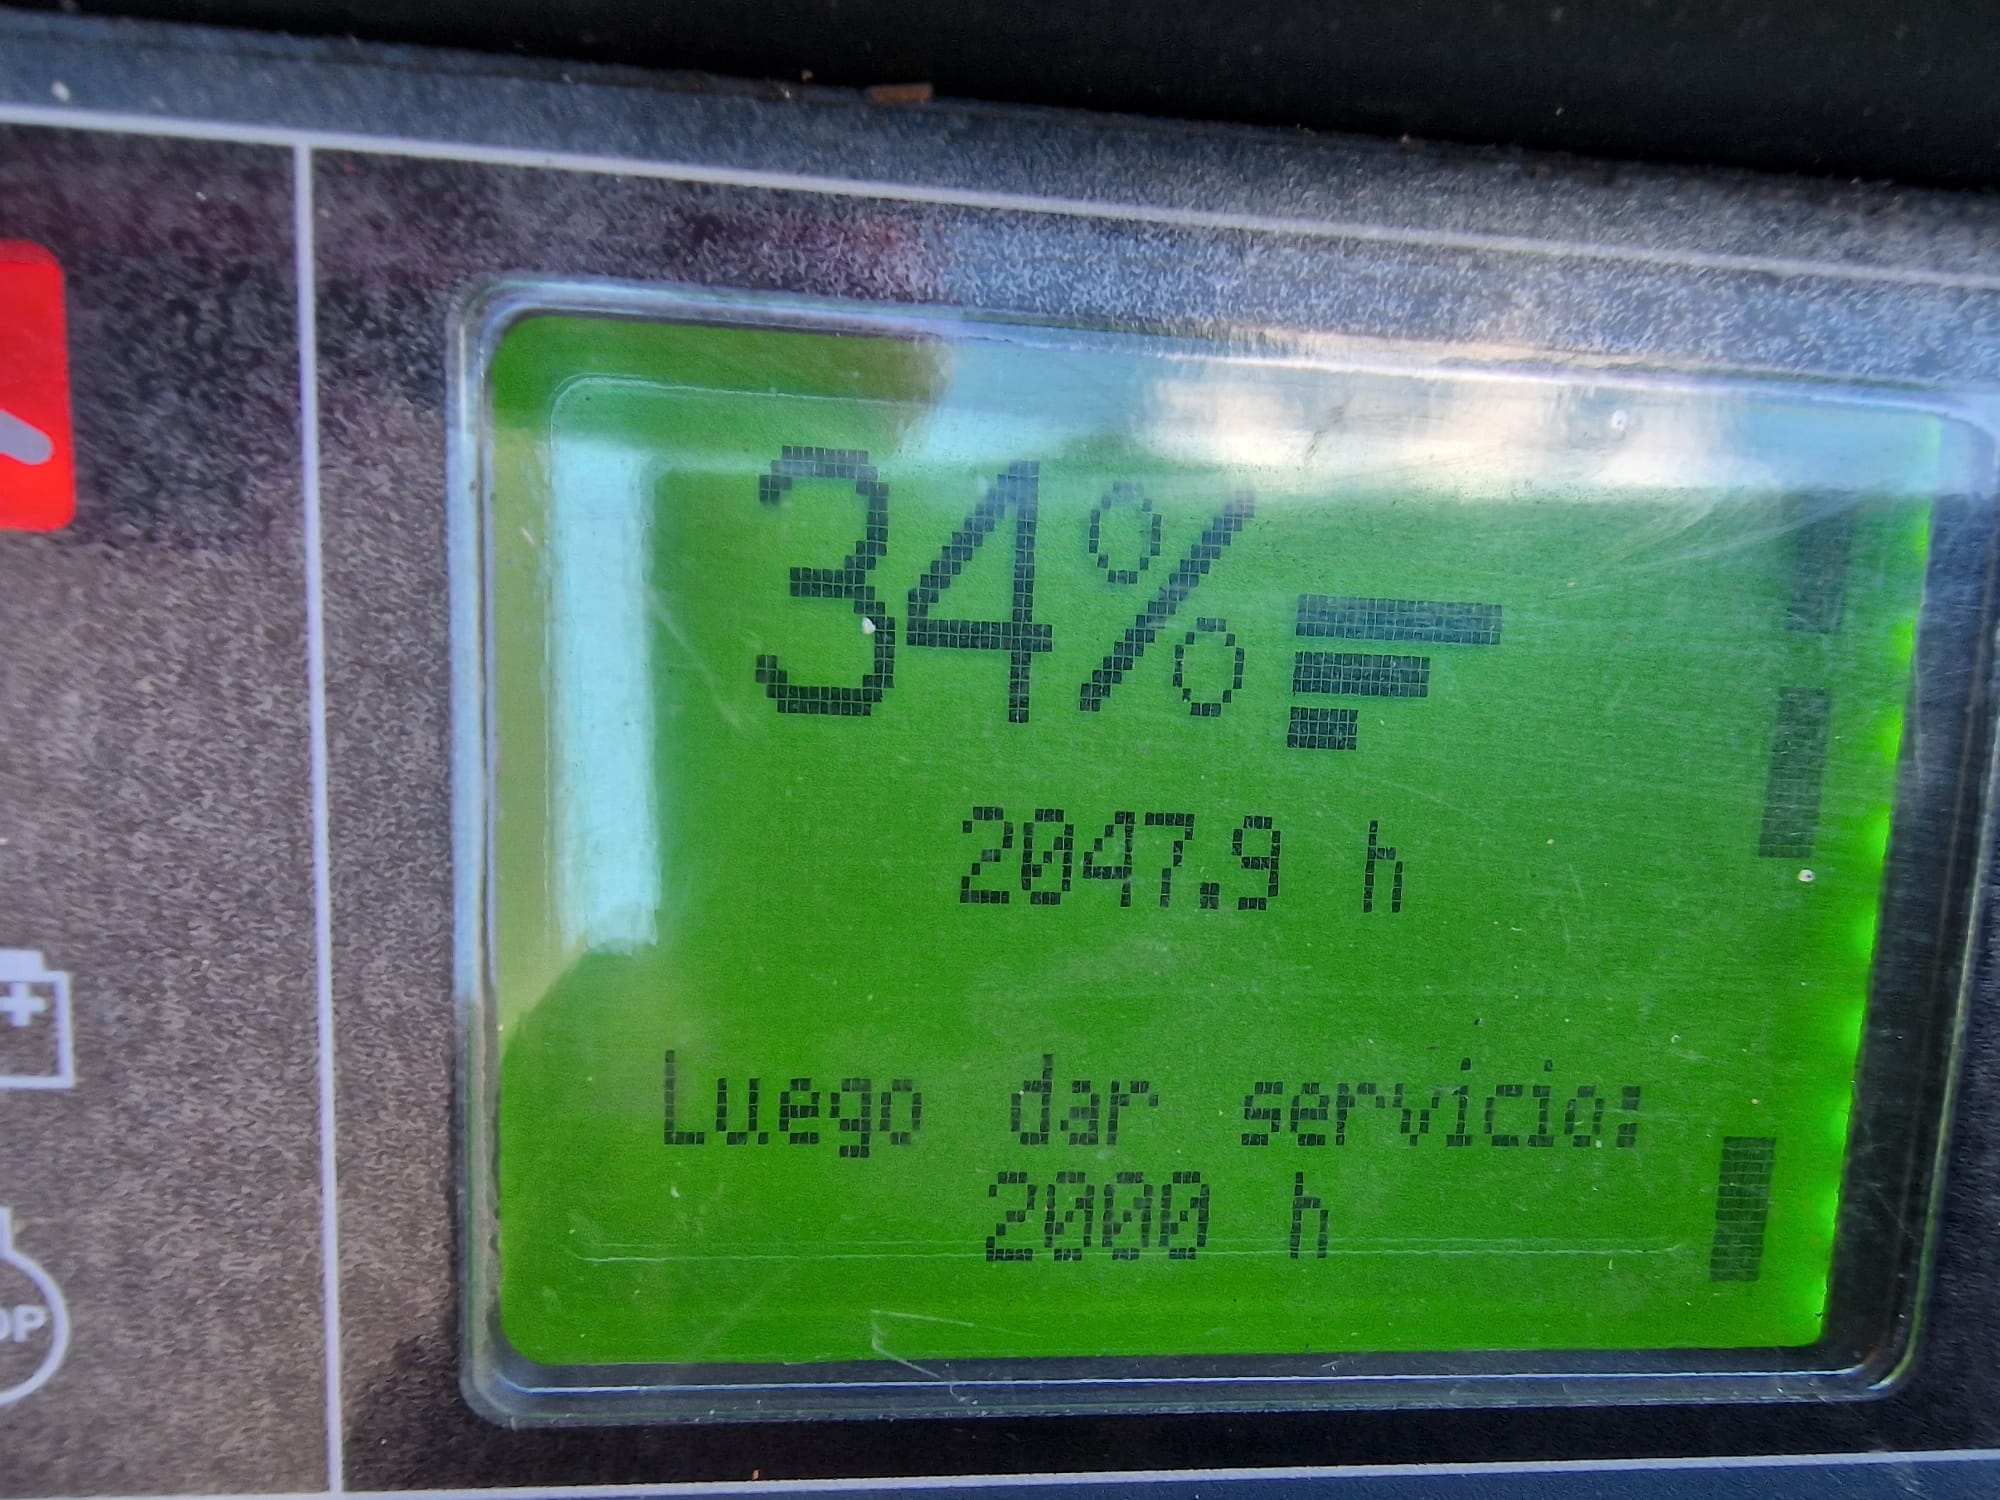 34%
2047.9 h
Luego dar servicio:
2000 h